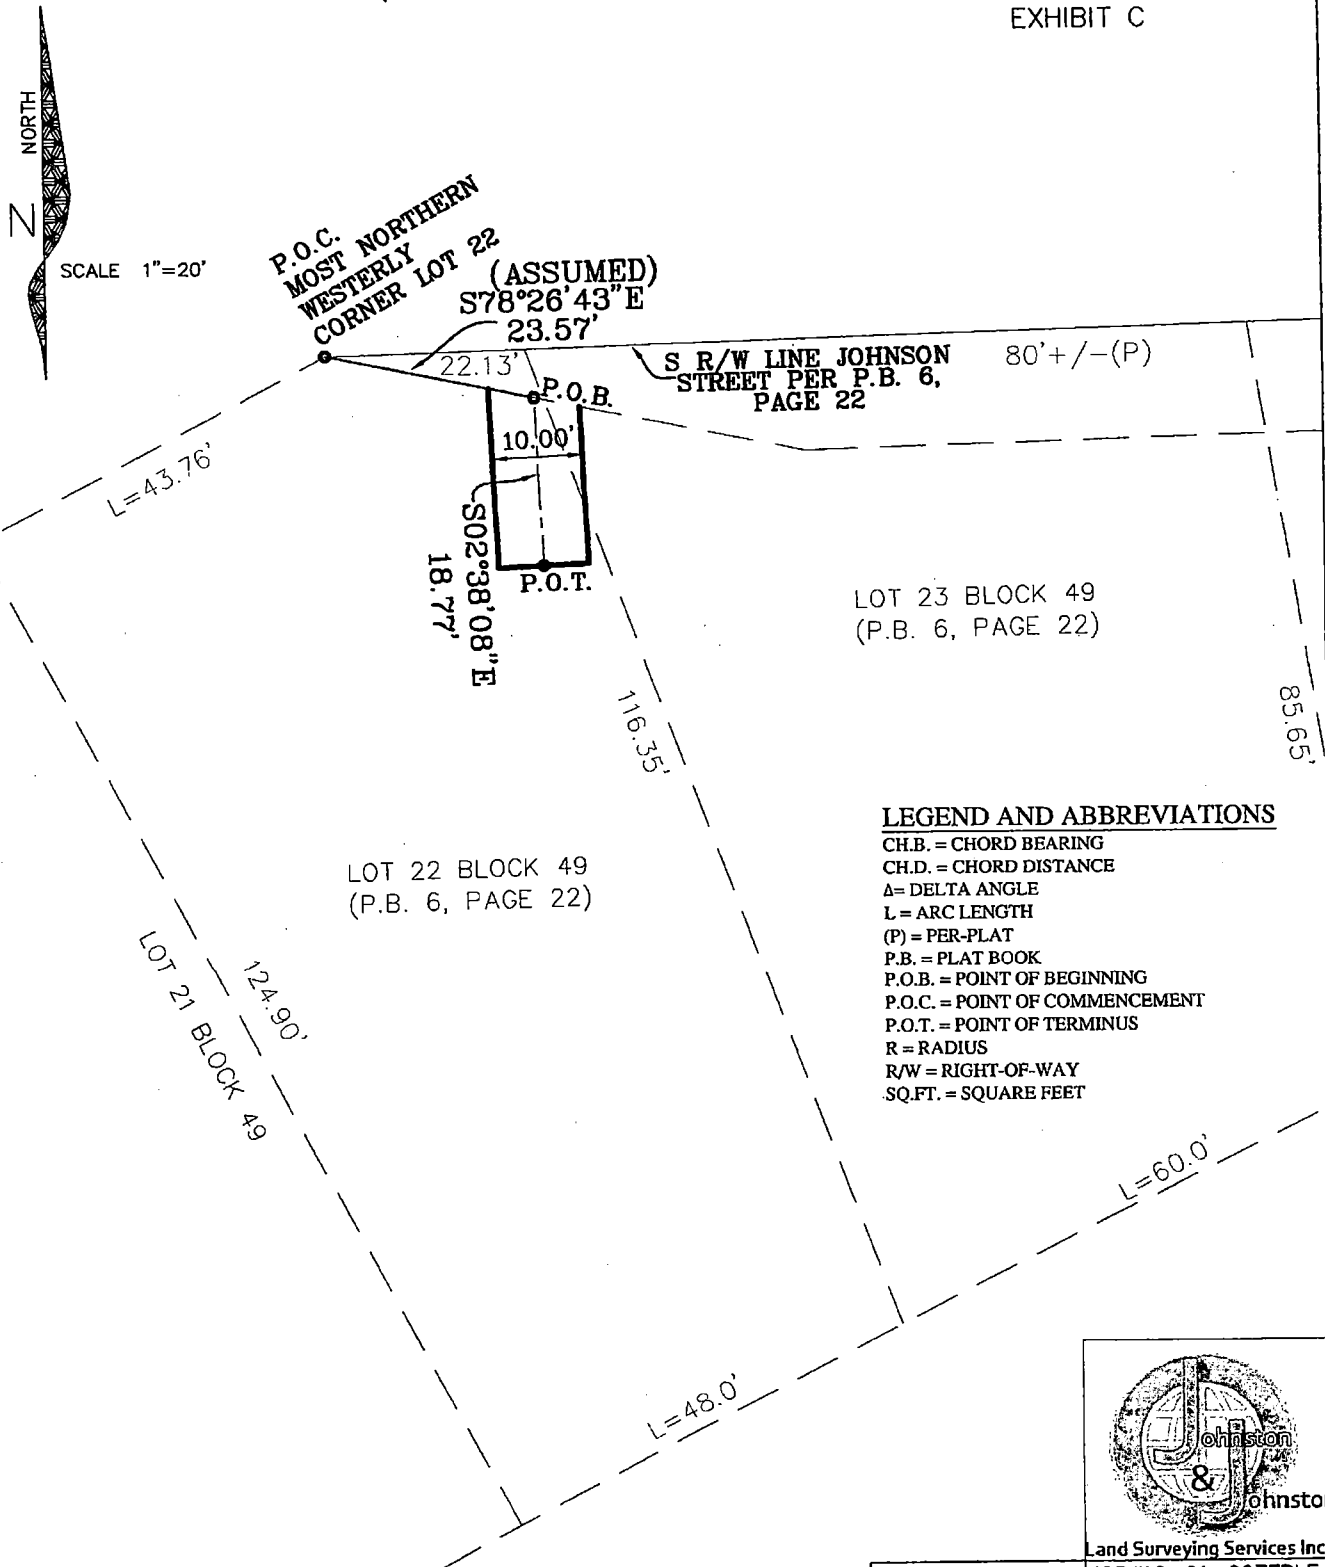 EXHIBIT C
NORTH
N
SCALE 1"=20'
P.O.C.
MOST NORTHERN
WESTERLY
CORNER LOT 22
(ASSUMED)
S78°26'43"E
23.57'
22.13'
S R/W LINE JOHNSON
STREET PER P.B. 6,
PAGE 22
80'+/-(P)
P.O.B.
10.00'
L=43.76'
S02°38'08"E
18.77'
P.O.T.
LOT 23 BLOCK 49
(P.B. 6, PAGE 22)
116.35'
85.65'
LEGEND AND ABBREVIATIONS
CH.B. = CHORD BEARING
CH.D. = CHORD DISTANCE
Δ= DELTA ANGLE
L = ARC LENGTH
(P) = PER-PLAT
P.B. = PLAT BOOK
P.O.B. = POINT OF BEGINNING
P.O.C. = POINT OF COMMENCEMENT
P.O.T. = POINT OF TERMINUS
R = RADIUS
R/W = RIGHT-OF-WAY
SQ.FT. = SQUARE FEET
LOT 22 BLOCK 49
(P.B. 6, PAGE 22)
124.90'
LOT 21 BLOCK 49
L=60.0'
L=48.0'
Johnston
&
Johnsto
Land Surveying Services Inc